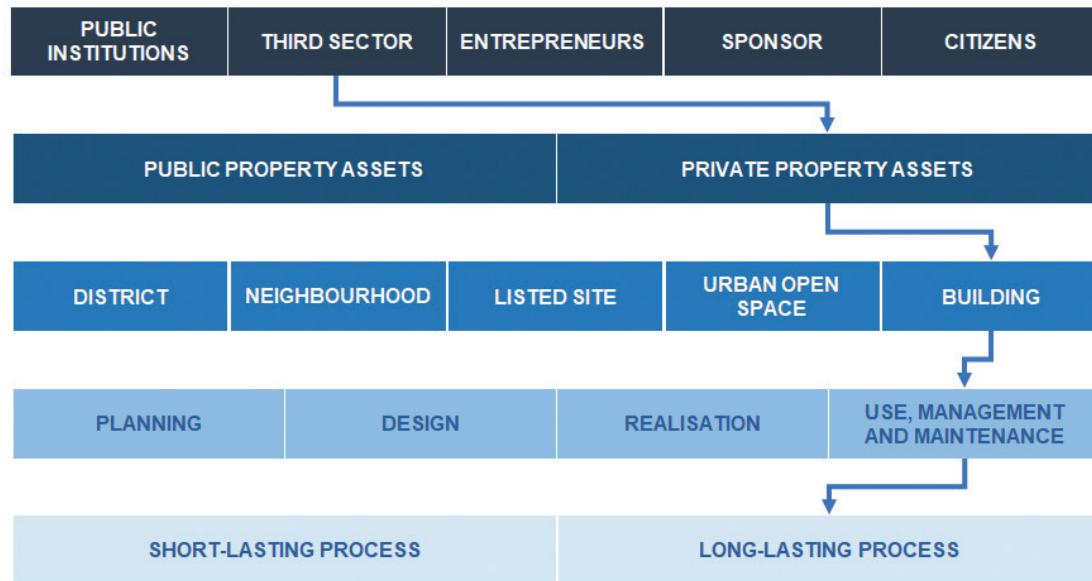 PUBLIC
INSTITUTIONS
THIRD SECTOR
ENTREPRENEURS
SPONSOR
CITIZENS
PUBLIC PROPERTY ASSETS
PRIVATE PROPERTY ASSETS
DISTRICT
NEIGHBOURHOOD
LISTED SITE
URBAN OPEN
SPACE
BUILDING
PLANNING
DESIGN
REALISATION
USE, MANAGEMENT
AND MAINTENANCE
SHORT-LASTING PROCESS
LONG-LASTING PROCESS